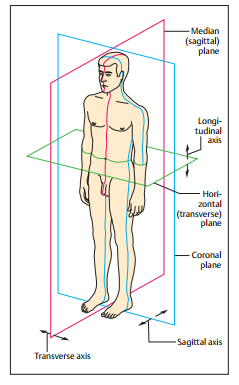 Median
(sagittal)
plane
Longi-
tudinal
axis
Hori-
zontal
(transverse)
plane
Coronal
plane
Sagittal axis
Transverse axis